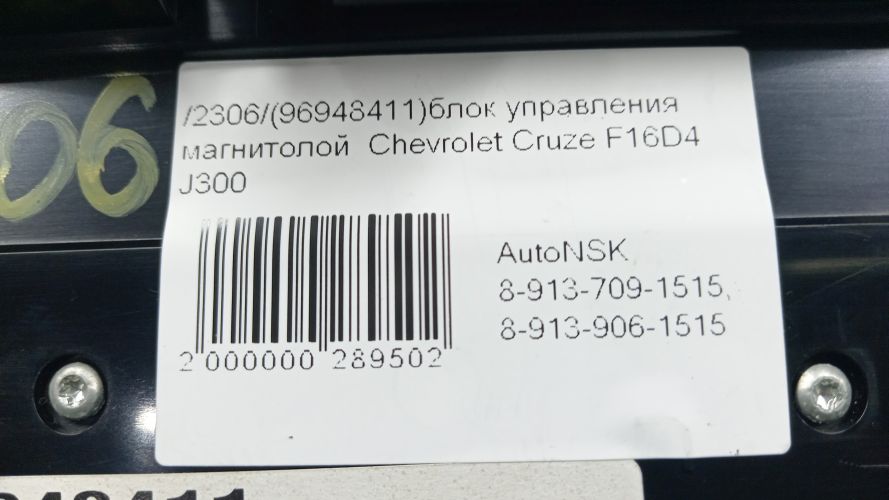 06
/2306/(96948411)блок управления
магнитолой Chevrolet Cruze F16D4
J300
AutoNSK
8-913-709-1515,
8-913-906-1515
2 000000 289502